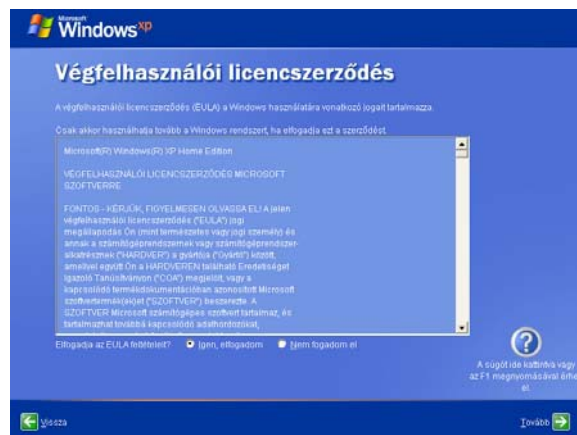 Microsoft
Windows xp
Végfelhasználói licencszerződés
A végfelhasználói licencszerződés (EULA) a Windows használatára vonatkozó jogait tartalmazza.
Csak akkor használhatja tovább a Windows rendszert, ha elfogadja ezt a szerződést.
Microsoft(R) Windows(R) XP Home Edition
VÉGFELHASZNÁLÓI LICENCSZERZŐDÉS MICROSOFT
SZOFTVERRE
FONTOS - KÉRJÜK, FIGYELMESEN OLVASSA EL! A jelen
végfelhasználói licencszerződés ("EULA") jogi
megállapodás Ön (mint természetes vagy jogi személy) és
annak a számítógéprendszernek vagy számítógéprendszer-
alkatrésznek ("HARDVER") a gyártója ("Gyártó") között,
amellyel együtt Ön a HARDVEREN található Eredetiséget
Igazoló Tanúsítványon ("COA") megjelölt, vagy a
kapcsolódó termékdokumentációban azonosított Microsoft
szoftvertermék(ek)et ("SZOFTVER") beszerezte. A
SZOFTVER Microsoft számítógépes szoftvert tartalmaz, és
tartalmazhat továbbá kapcsolódó adathordozókat,
Elfogadja az EULA feltételeit? Igen, elfogadom Nem fogadom el
A súgót ide kattintva vagy
az F1 megnyomásával érhe
el.
Vissza
Tovább